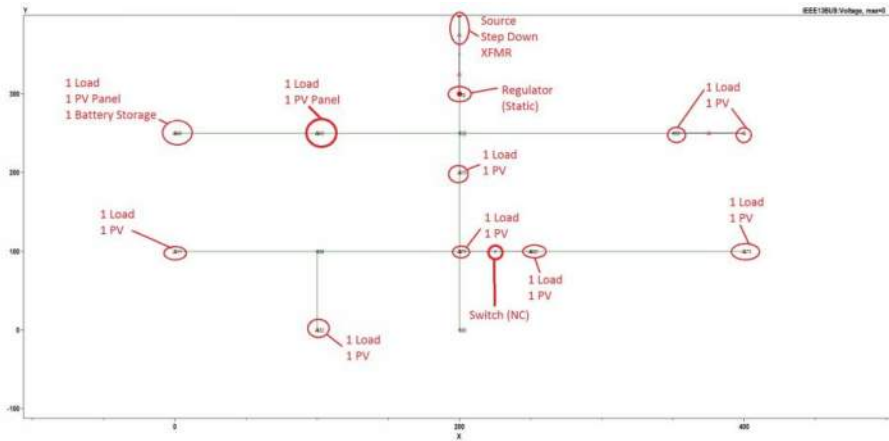 Y
IEEE13BUS:Voltage, max=0
Source
Step Down
XFMR
1 Load
1 PV Panel
1 Battery Storage
1 Load
1 PV Panel
Regulator
(Static)
1 Load
1 PV
300
200
1 Load
1 PV
1 Load
1 PV
1 Load
1 PV
1 Load
1 PV
100
1 Load
1 PV
Switch (NC)
0
1 Load
1 PV
-100
0
200
400
X